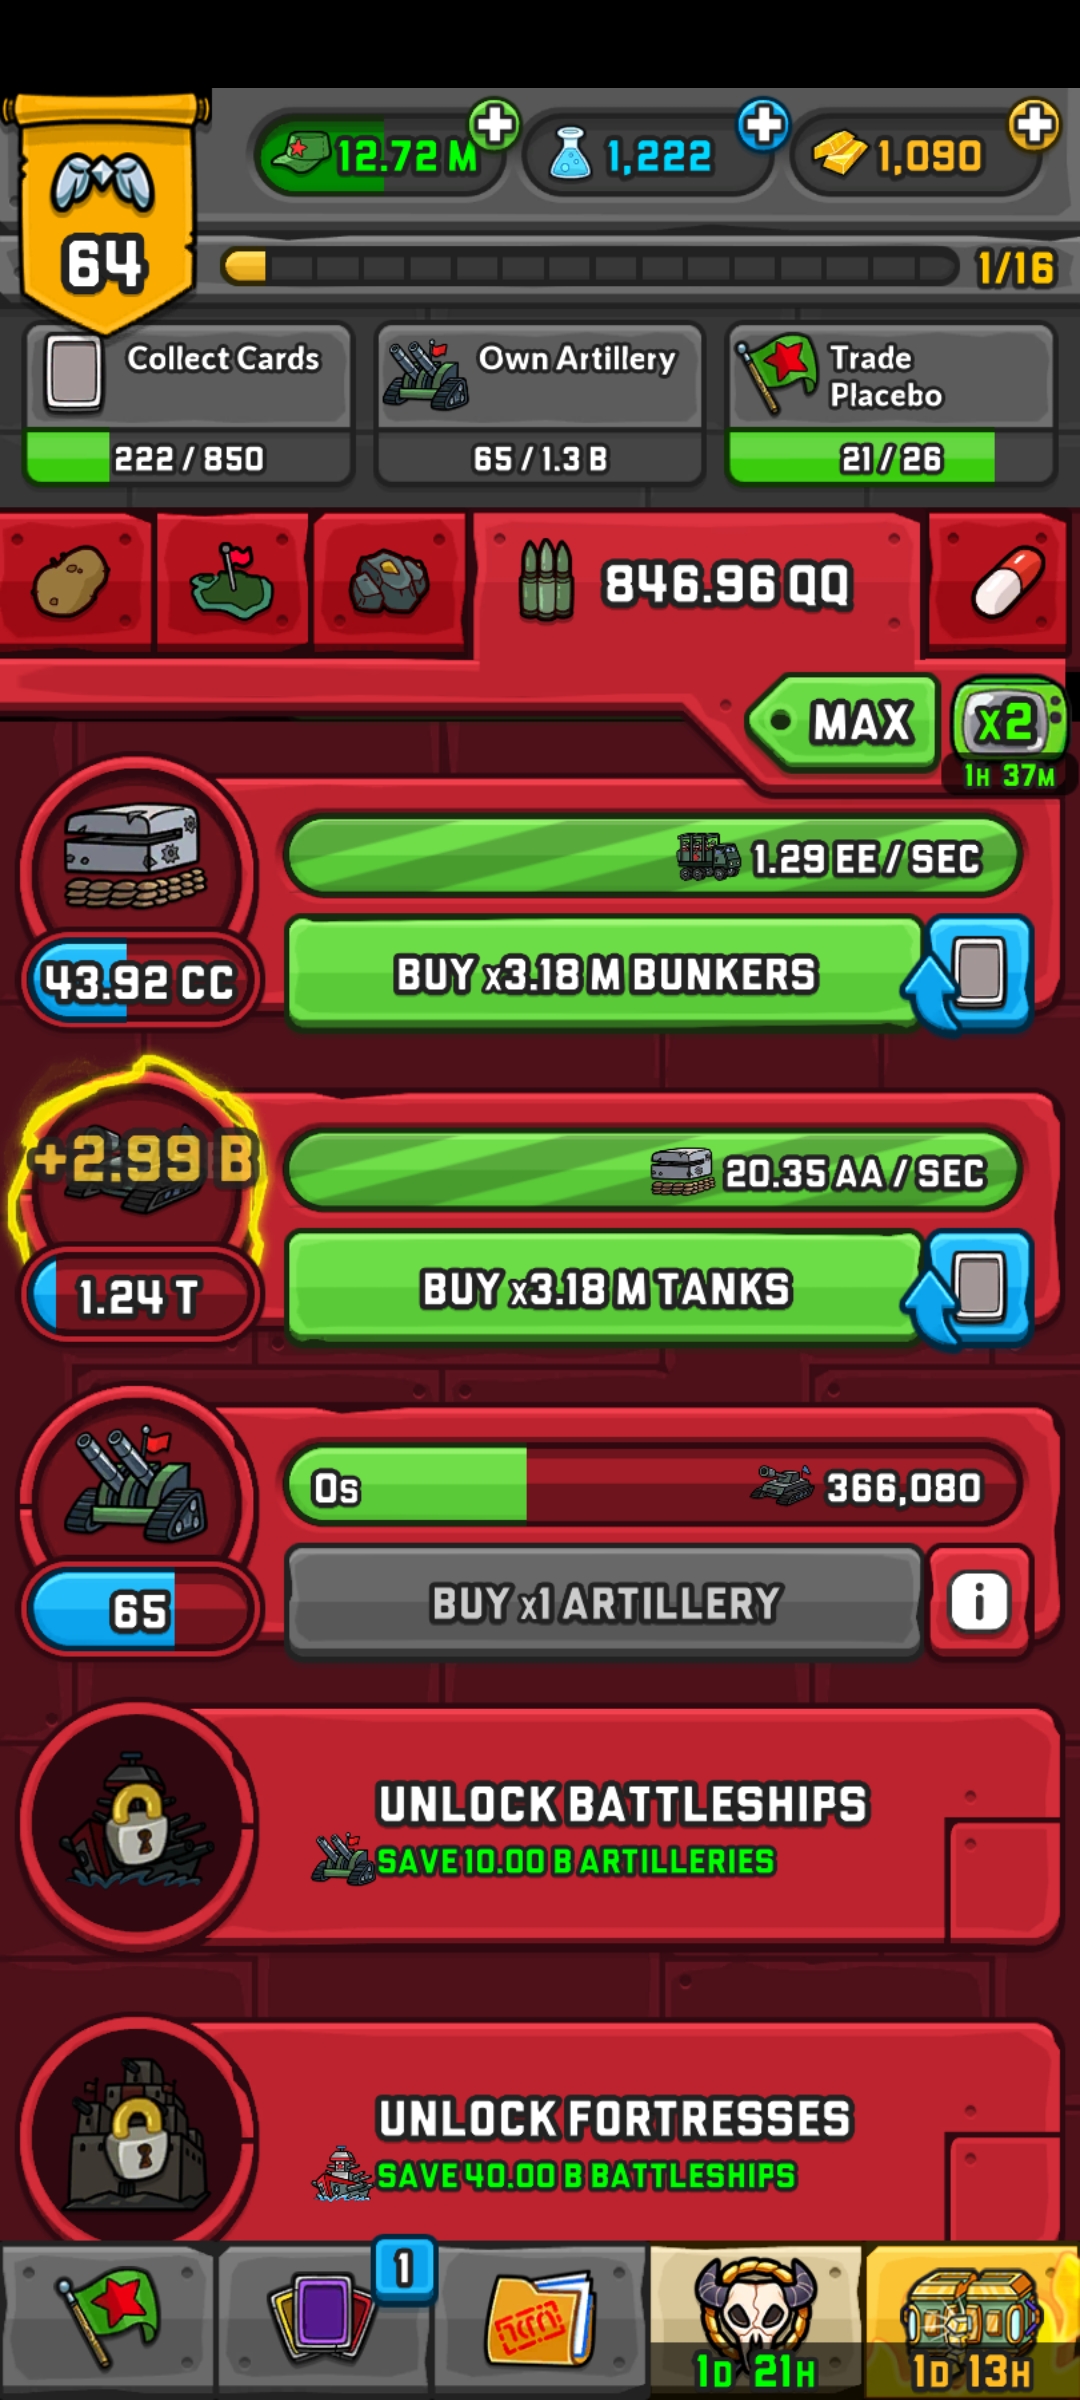 12.72 M
1,222
1,090
64
1/16
Collect Cards
222 / 850
Own Artillery
65 / 1.3 B
Trade
Placebo
21 / 26
846.96 QQ
MAX
x2
1H 37M
1.29 EE / SEC
43.92 CC
BUY x3.18 M BUNKERS
+2.99 B
20.35 AA / SEC
1.24 T
BUY x3.18 M TANKS
0s
366,080
65
BUY x1 ARTILLERY
i
UNLOCK BATTLESHIPS
SAVE 10.00 B ARTILLERIES
UNLOCK FORTRESSES
SAVE 40.00 B BATTLESHIPS
1
1D 21H
1D 13H